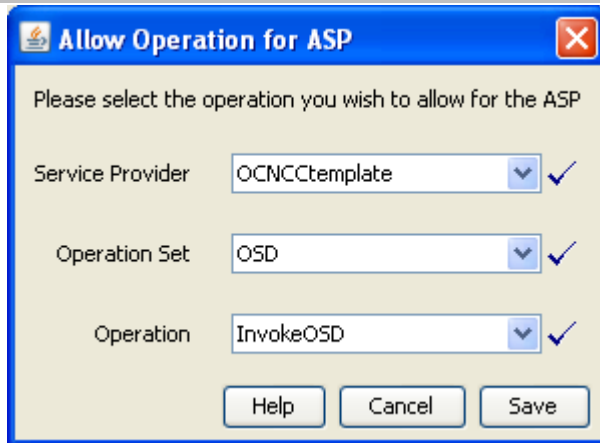 Allow Operation for ASP
Please select the operation you wish to allow for the ASP
Service Provider OCNCCtemplate
Operation Set OSD
Operation InvokeOSD
Help Cancel Save